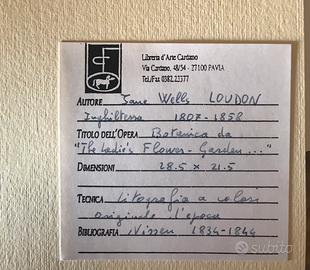 Libreria d'Arte Cardano
Via Cardano, 48/54 - 27100 PAVIA
Tel./Fax 0382.22377
AUTORE Jane Wells LOUDON
Inghilterra 1807-1858
TITOLO DELL'OPERA Botanica da
"The Ladie's Flower-Garden ..."
DIMENSIONI 28.5 x 21.5
TECNICA Litografia a colori
originale l'epoca
BIBLIOGRAFIA Nissen 1834-1844
subito